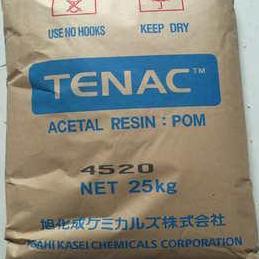 USE NO HOOKS
KEEP DRY
TENAC™
ACETAL RESIN : POM
4520
NET 25kg
旭化成ケミカルズ株式会社
ASAHI KASEI CHEMICALS CORPORATION